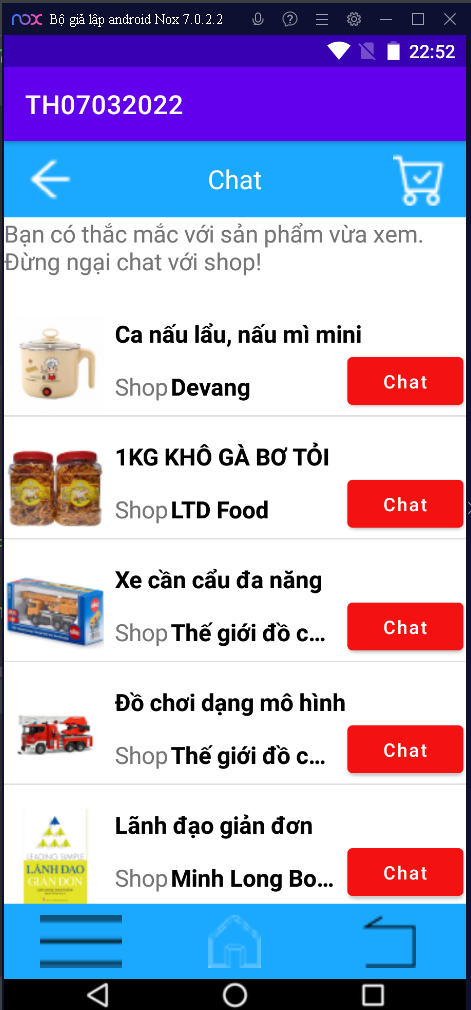 nox Bộ giả lập android Nox 7.0.2.2
22:52
TH07032022
Chat
Bạn có thắc mắc với sản phẩm vừa xem.
Đừng ngại chat với shop!
Ca nấu lẩu, nấu mì mini
Shop Devang
Chat
1KG KHÔ GÀ BƠ TỎI
Shop LTD Food
Chat
Xe cần cẩu đa năng
Shop Thế giới đồ c...
Chat
Đồ chơi dạng mô hình
Shop Thế giới đồ c...
Chat
LEADING SIMPLE
LÃNH ĐẠO
GIẢN ĐƠN
Lãnh đạo giản đơn
Shop Minh Long Bo...
Chat